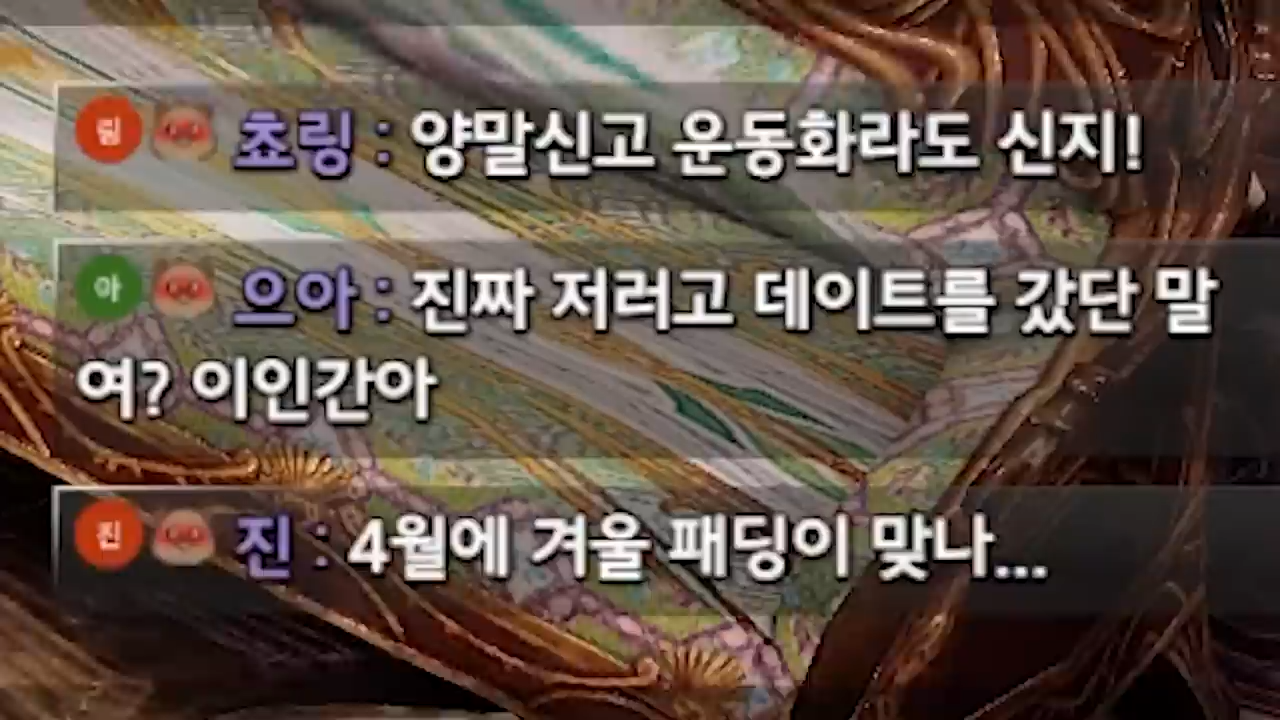 림 쵸링 : 양말신고 운동화라도 신지!
아 으아 : 진짜 저러고 데이트를 갔단 말
여? 이인간아
진 진 : 4월에 겨울 패딩이 맞나...